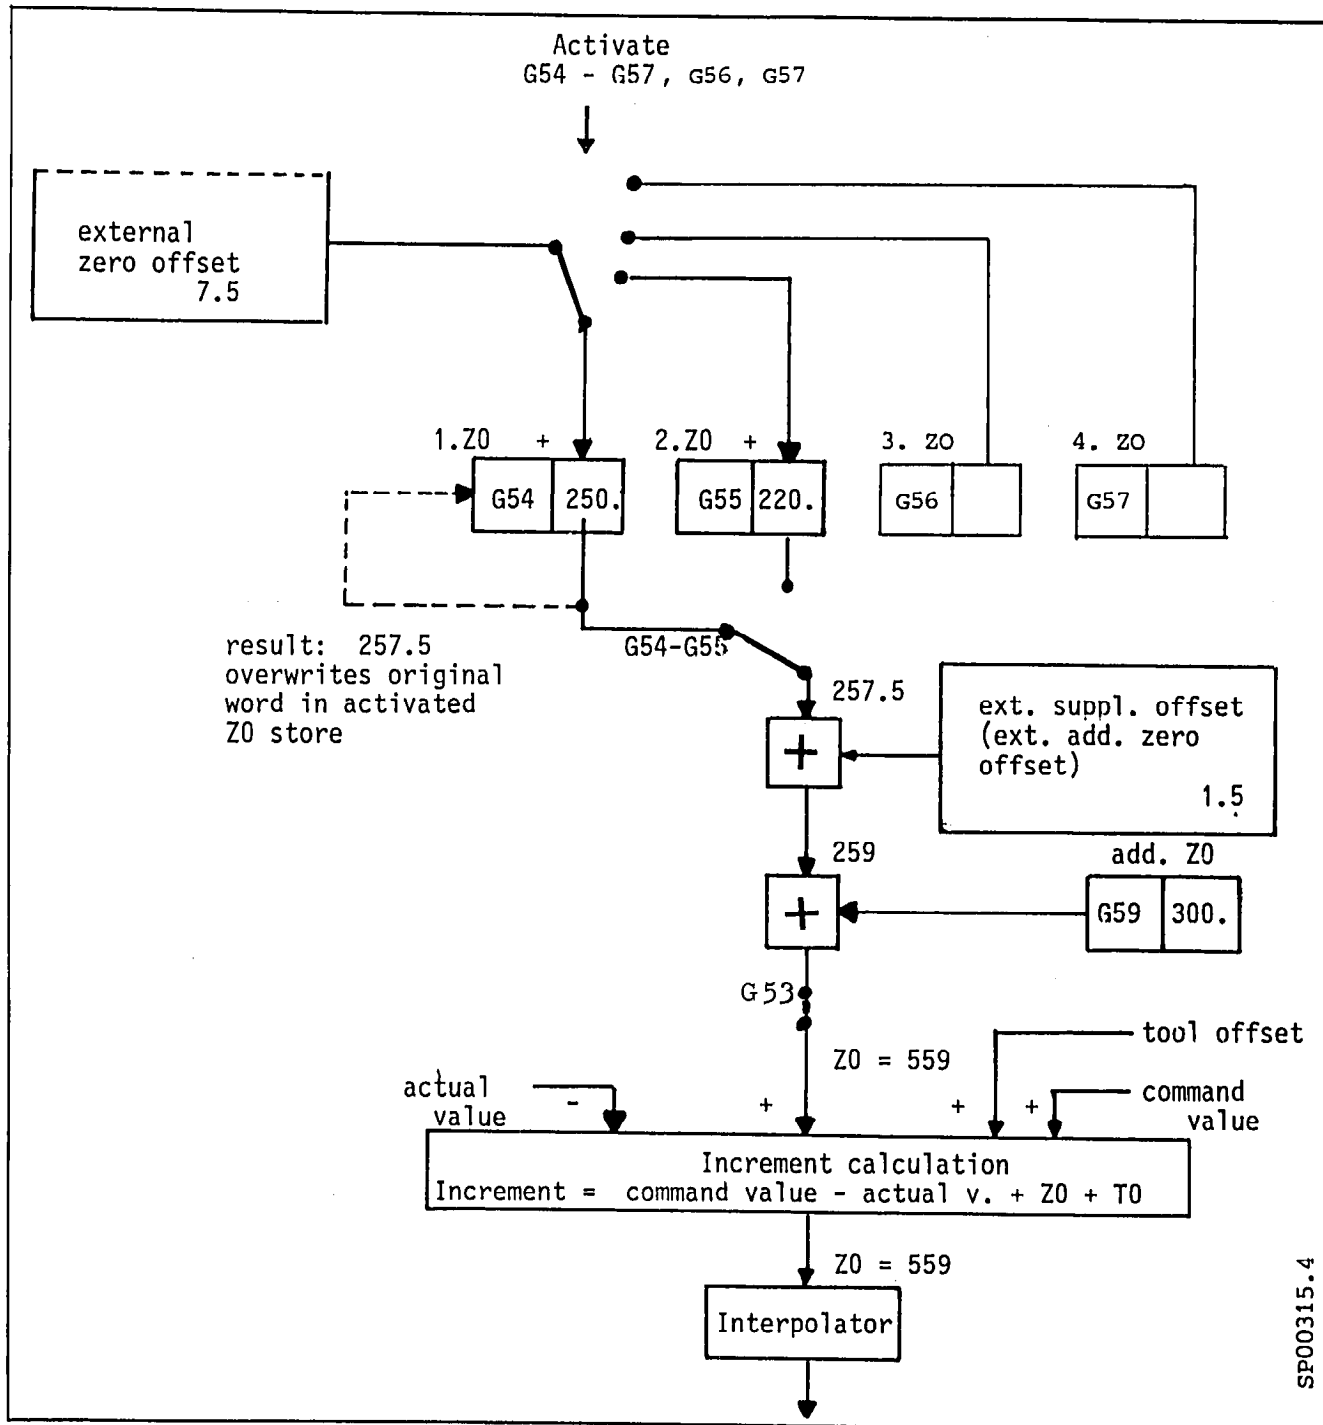 Activate
G54 - G57, G56, G57
external
zero offset
7.5
1.ZO +
2.ZO +
3. ZO
4. ZO
G54 250.
G55 220.
G56
G57
result: 257.5
overwrites original
word in activated
ZO store
G54-G55
257.5
+
ext. suppl. offset
(ext. add. zero
offset)
1.5
259
add. ZO
+
G59 300.
G53
ZO = 559
tool offset
actual
value
-
+
+
+
command
value
Increment calculation
Increment = command value - actual v. + ZO + TO
ZO = 559
Interpolator
SP00315.4